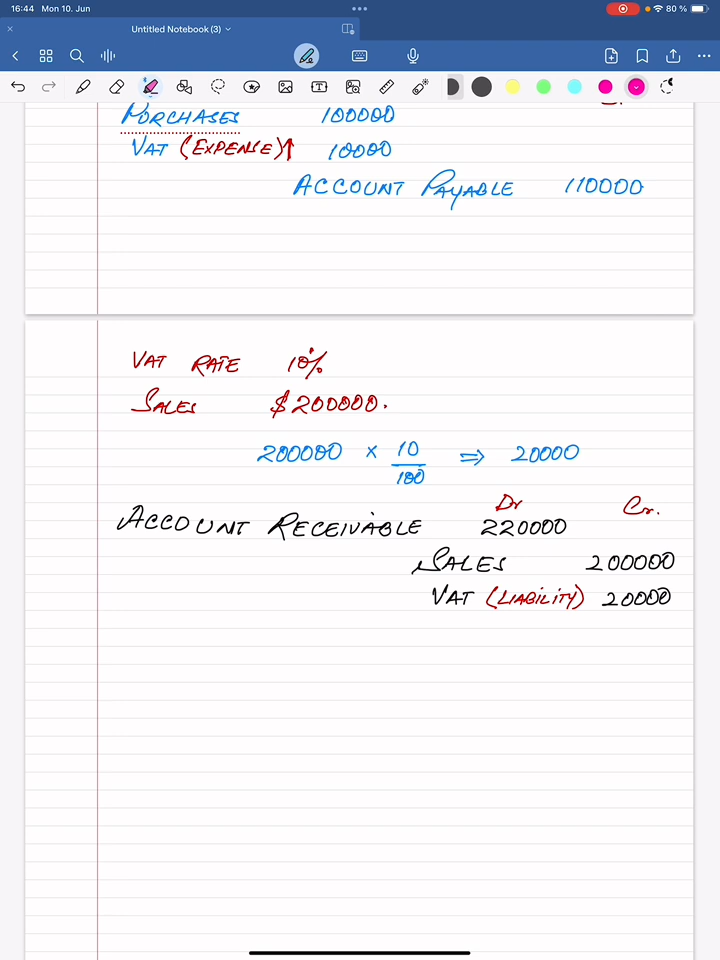 16:44 Mon 10. Jun 80 %
Untitled Notebook (3)
PURCHASES 100000
VAT (EXPENSE)↑ 10000
ACCOUNT PAYABLE 110000
VAT RATE 10%
SALES $200000.
200000 × 10/100 ⇒ 20000
Dr Cr.
ACCOUNT RECEIVABLE 220000
SALES 200000
VAT (LIABILITY) 20000